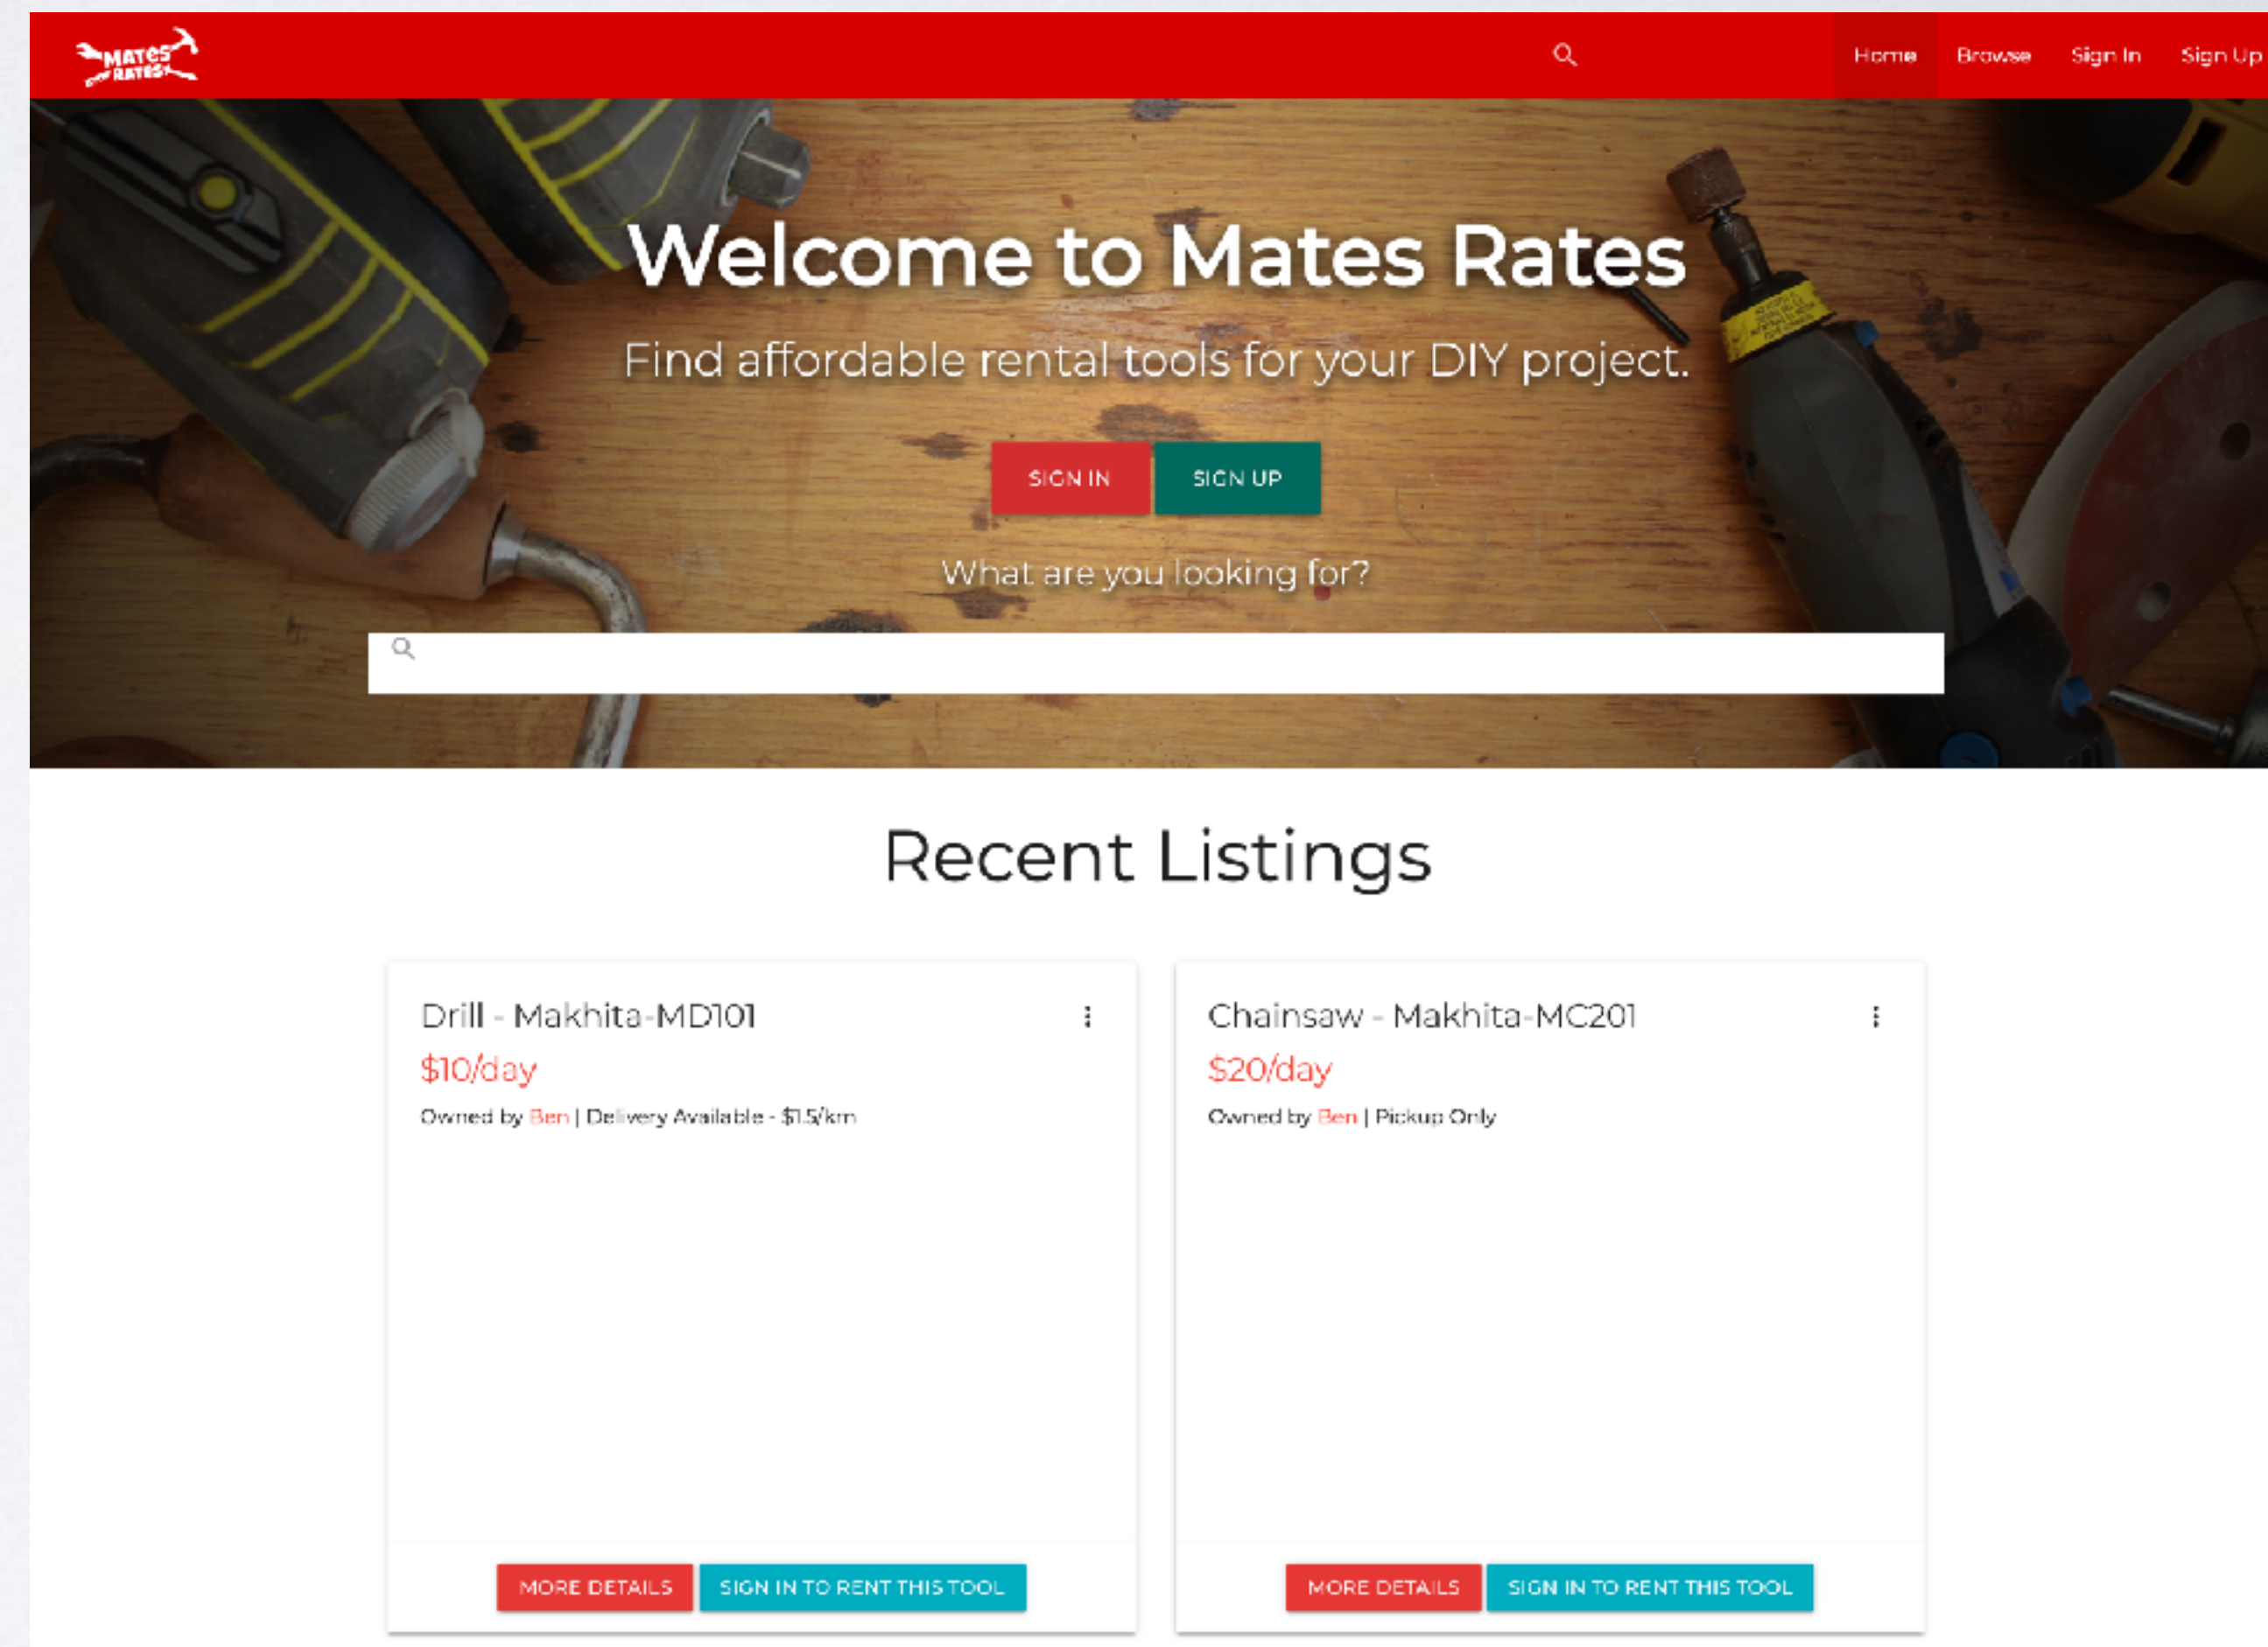 MATES
RATES
Home Browse Sign In Sign Up
Welcome to Mates Rates
Find affordable rental tools for your DIY project.
SIGN IN SIGN UP
What are you looking for?
Recent Listings
Drill - Makhita-MD101
$10/day
Owned by Ben | Delivery Available - $1.5/km
MORE DETAILS SIGN IN TO RENT THIS TOOL
Chainsaw - Makhita-MC201
$20/day
Owned by Ben | Pickup Only
MORE DETAILS SIGN IN TO RENT THIS TOOL